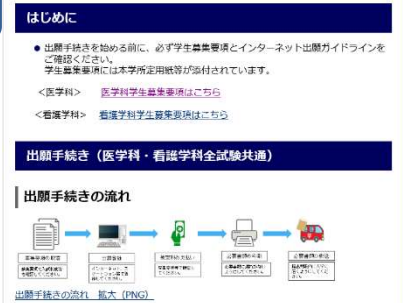 はじめに
● 出願手続きを始める前に、必ず学生募集要項とインターネット出願ガイドラインを
ご確認ください。
学生募集要項には本学所定用紙等が添付されています。
＜医学科＞ 医学科学生募集要項はこちら
＜看護学科＞ 看護学科学生募集要項はこちら
出願手続き（医学科・看護学科全試験共通）
出願手続きの流れ
出願手続きの流れ 拡大（PNG）